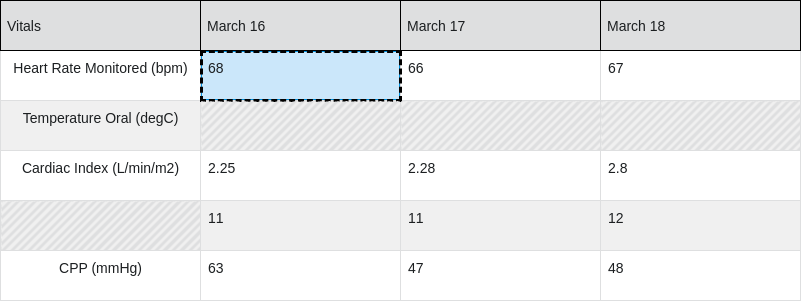 Vitals March 16 March 17 March 18
Heart Rate Monitored (bpm) 68 66 67
Temperature Oral (degC)
Cardiac Index (L/min/m2) 2.25 2.28 2.8
11 11 12
CPP (mmHg) 63 47 48